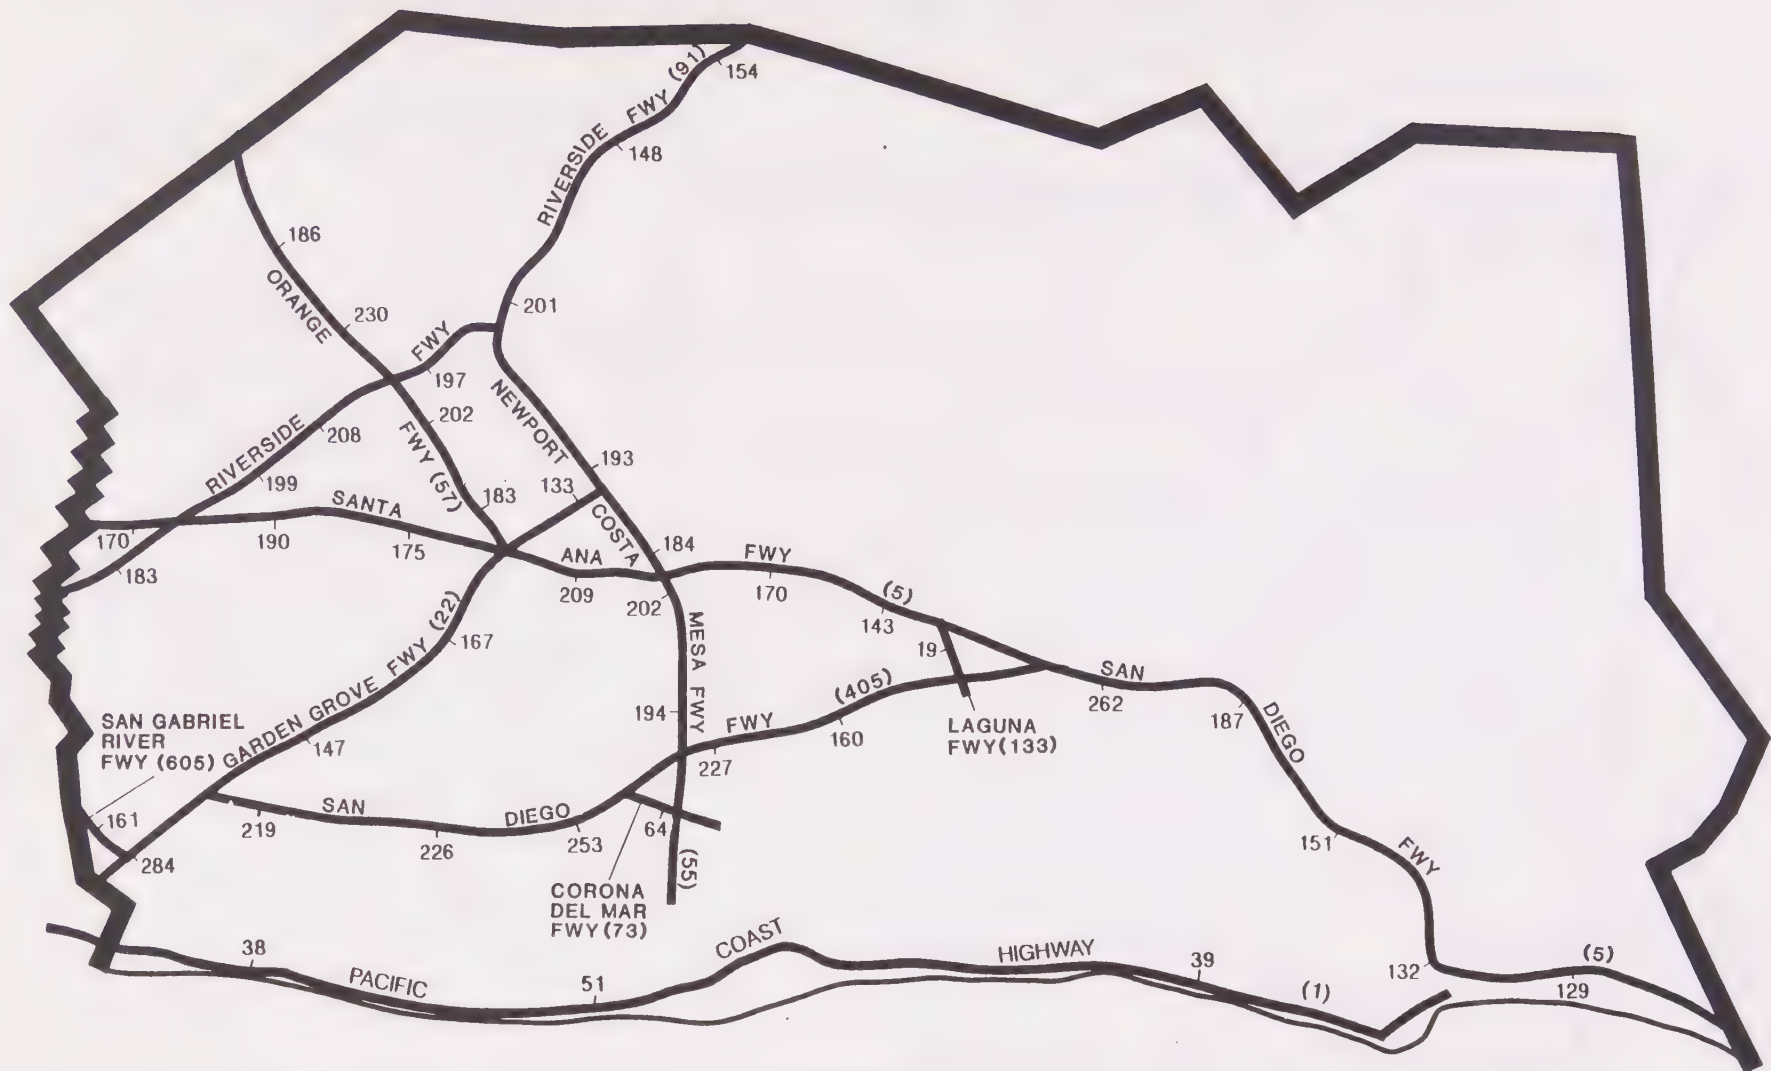 (91)
154
FWY
RIVERSIDE
148
186
ORANGE
230
201
FWY
197
202
NEWPORT
RIVERSIDE
208
FWY (57)
193
199
133
183
SANTA
COSTA
170
190
175
183
ANA
184
FWY
209
202
170
(5)
143
MESA FWY
19
FWY (22)
167
SAN
262
187
DIEGO
(405)
194
FWY
160
227
LAGUNA
FWY (133)
SAN GABRIEL
RIVER
FWY (605)
GARDEN GROVE
147
161
284
SAN
219
226
DIEGO
253
64
(55)
151
FWY
CORONA
DEL MAR
FWY (73)
38
PACIFIC
51
COAST
HIGHWAY
39
(1)
132
(5)
129